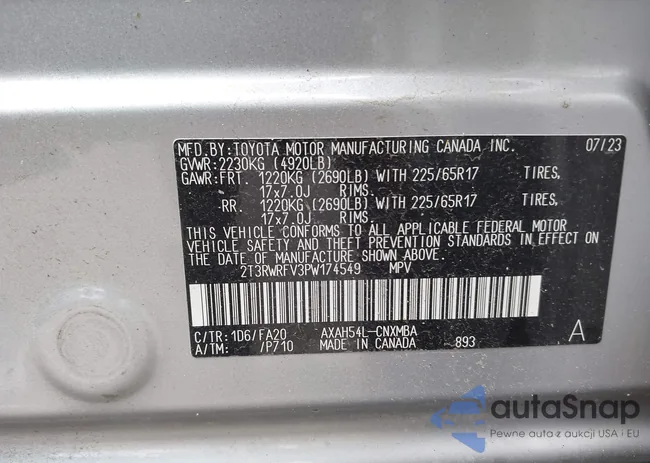 MFD.BY:TOYOTA MOTOR MANUFACTURING CANADA INC. 07/23
GVWR:2230KG (4920LB)
GAWR:FRT. 1220KG (2690LB) WITH 225/65R17 TIRES,
17x7.0J RIMS.
RR. 1220KG (2690LB) WITH 225/65R17 TIRES,
17x7.0J RIMS.
THIS VEHICLE CONFORMS TO ALL APPLICABLE FEDERAL MOTOR
VEHICLE SAFETY AND THEFT PREVENTION STANDARDS IN EFFECT ON
THE DATE OF MANUFACTURE SHOWN ABOVE.
2T3RWRFV3PW174549 MPV
C/TR:1D6/FA20 AXAH54L-CNXMBA A
A/TM: /P710 MADE IN CANADA 893
autaSnap
Pewne auta z aukcji USA i EU